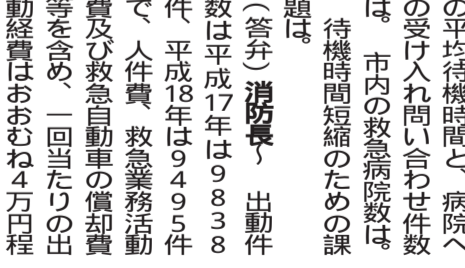 の平均待機時間と、病院へ
の受け入れ問い合わせ件数
は。 市内の救急病院数は。
待機時間短縮のための課
題は。
(答弁)消防長〜 出動件
数は平成17年は9838
件、平成18年は9495件
で、人件費、救急業務活動
費及び救急自動車の償却費
等を含め、一回当たりの出
動経費はおおむね4万円程